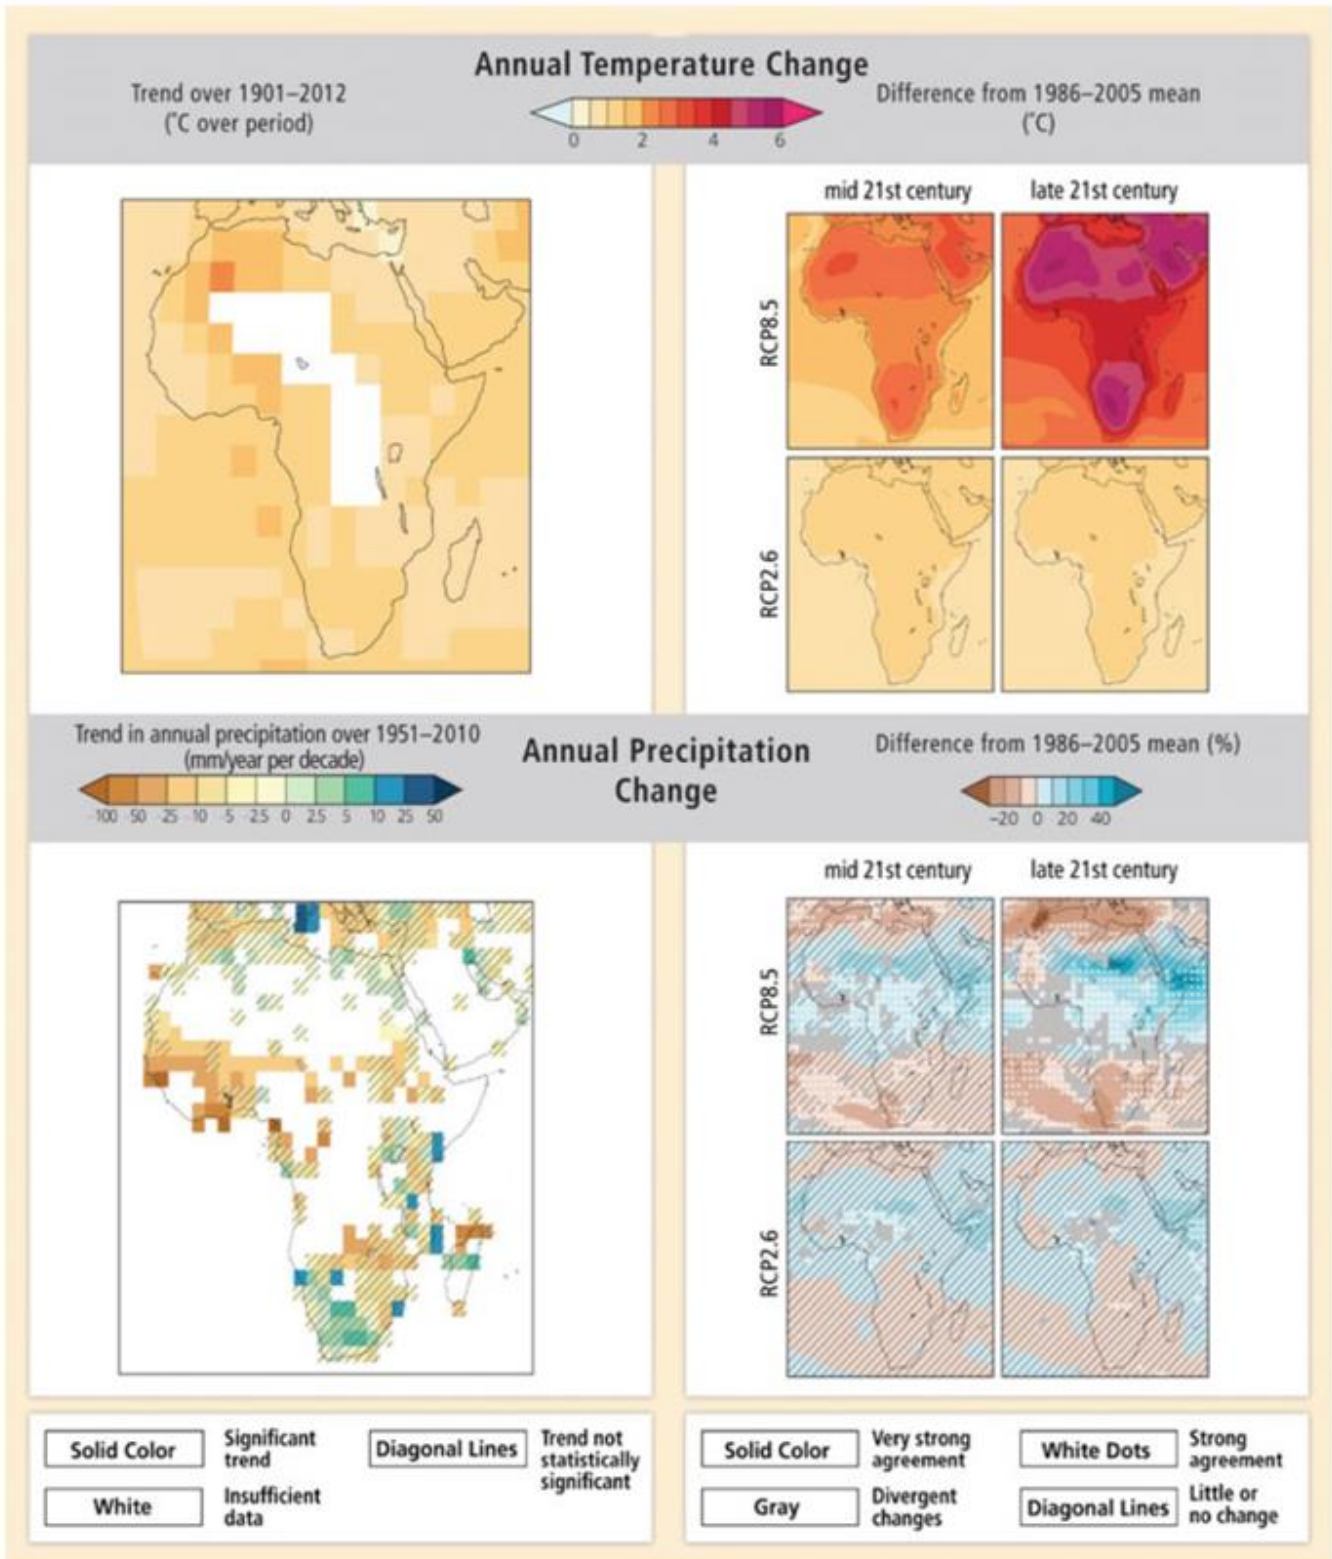 Annual Temperature Change
Trend over 1901–2012
(˚C over period)
0 2 4 6
Difference from 1986–2005 mean
(˚C)
mid 21st century
late 21st century
RCP8.5
RCP2.6
Trend in annual precipitation over 1951–2010
(mm/year per decade)
-100 -50 -25 -10 -5 -2.5 0 2.5 5 10 25 50
Annual Precipitation
Change
Difference from 1986–2005 mean (%)
−20 0 20 40
mid 21st century
late 21st century
RCP8.5
RCP2.6
Solid Color
Significant
trend
Diagonal Lines
Trend not
statistically
significant
White
Insufficient
data
Solid Color
Very strong
agreement
White Dots
Strong
agreement
Gray
Divergent
changes
Diagonal Lines
Little or
no change